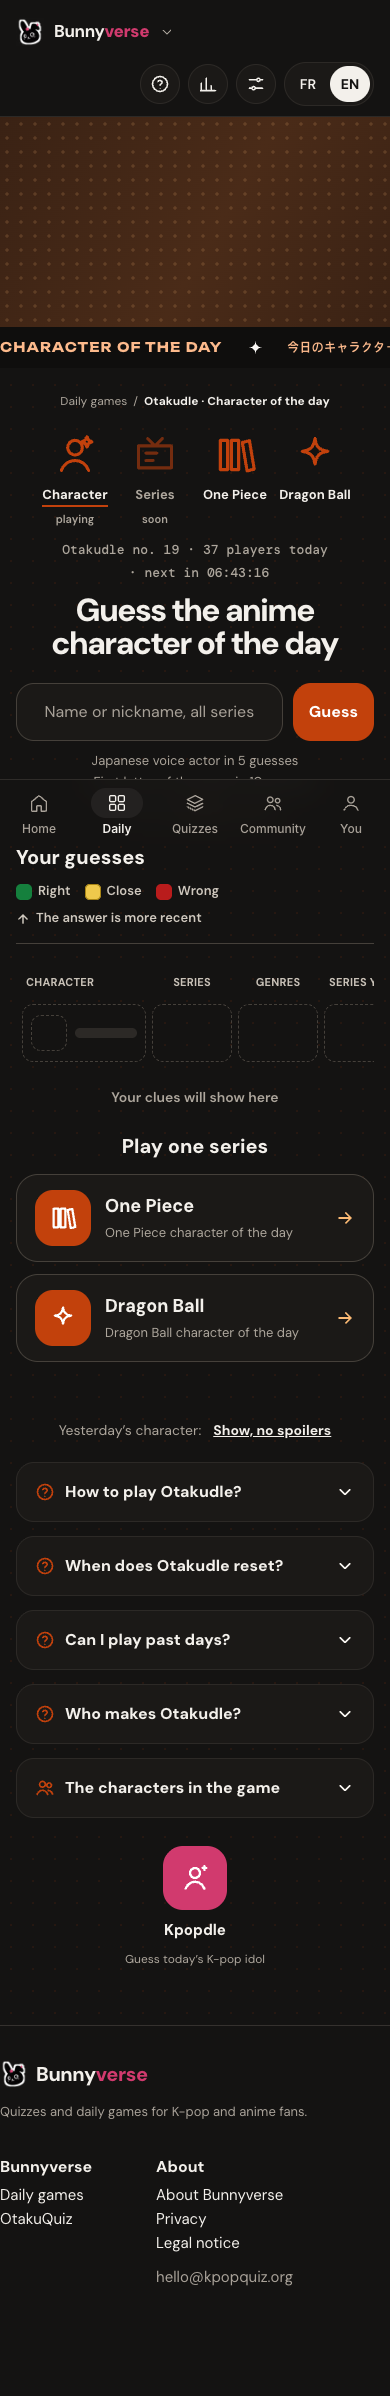 Bunnyverse
FR EN
CHARACTER OF THE DAY ✦ 今日のキャラクター
Daily games / Otakudle · Character of the day
Character Series One Piece Dragon Ball
playing soon
Otakudle no. 19 · 37 players today
· next in 06:43:16
Guess the anime
character of the day
Name or nickname, all series Guess
Japanese voice actor in 5 guesses
Home Daily Quizzes Community You
Your guesses
Right Close Wrong
↑ The answer is more recent
CHARACTER SERIES GENRES SERIES Y
Your clues will show here
Play one series
One Piece
One Piece character of the day
Dragon Ball
Dragon Ball character of the day
Yesterday's character: Show, no spoilers
How to play Otakudle?
When does Otakudle reset?
Can I play past days?
Who makes Otakudle?
The characters in the game
Kpopdle
Guess today's K-pop idol
Bunnyverse
Quizzes and daily games for K-pop and anime fans.
Bunnyverse About
Daily games About Bunnyverse
OtakuQuiz Privacy
Legal notice
hello@kpopquiz.org